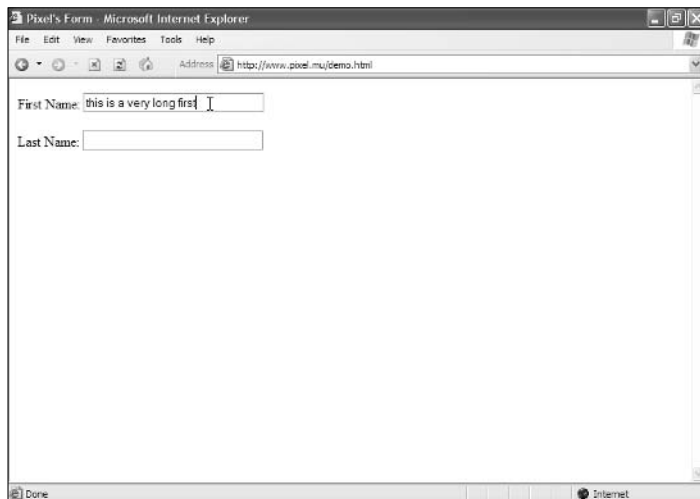 Pixel's Form - Microsoft Internet Explorer
File Edit View Favorites Tools Help
Address http://www.pixel.mu/demo.html
First Name: this is a very long first
Last Name:
Done Internet